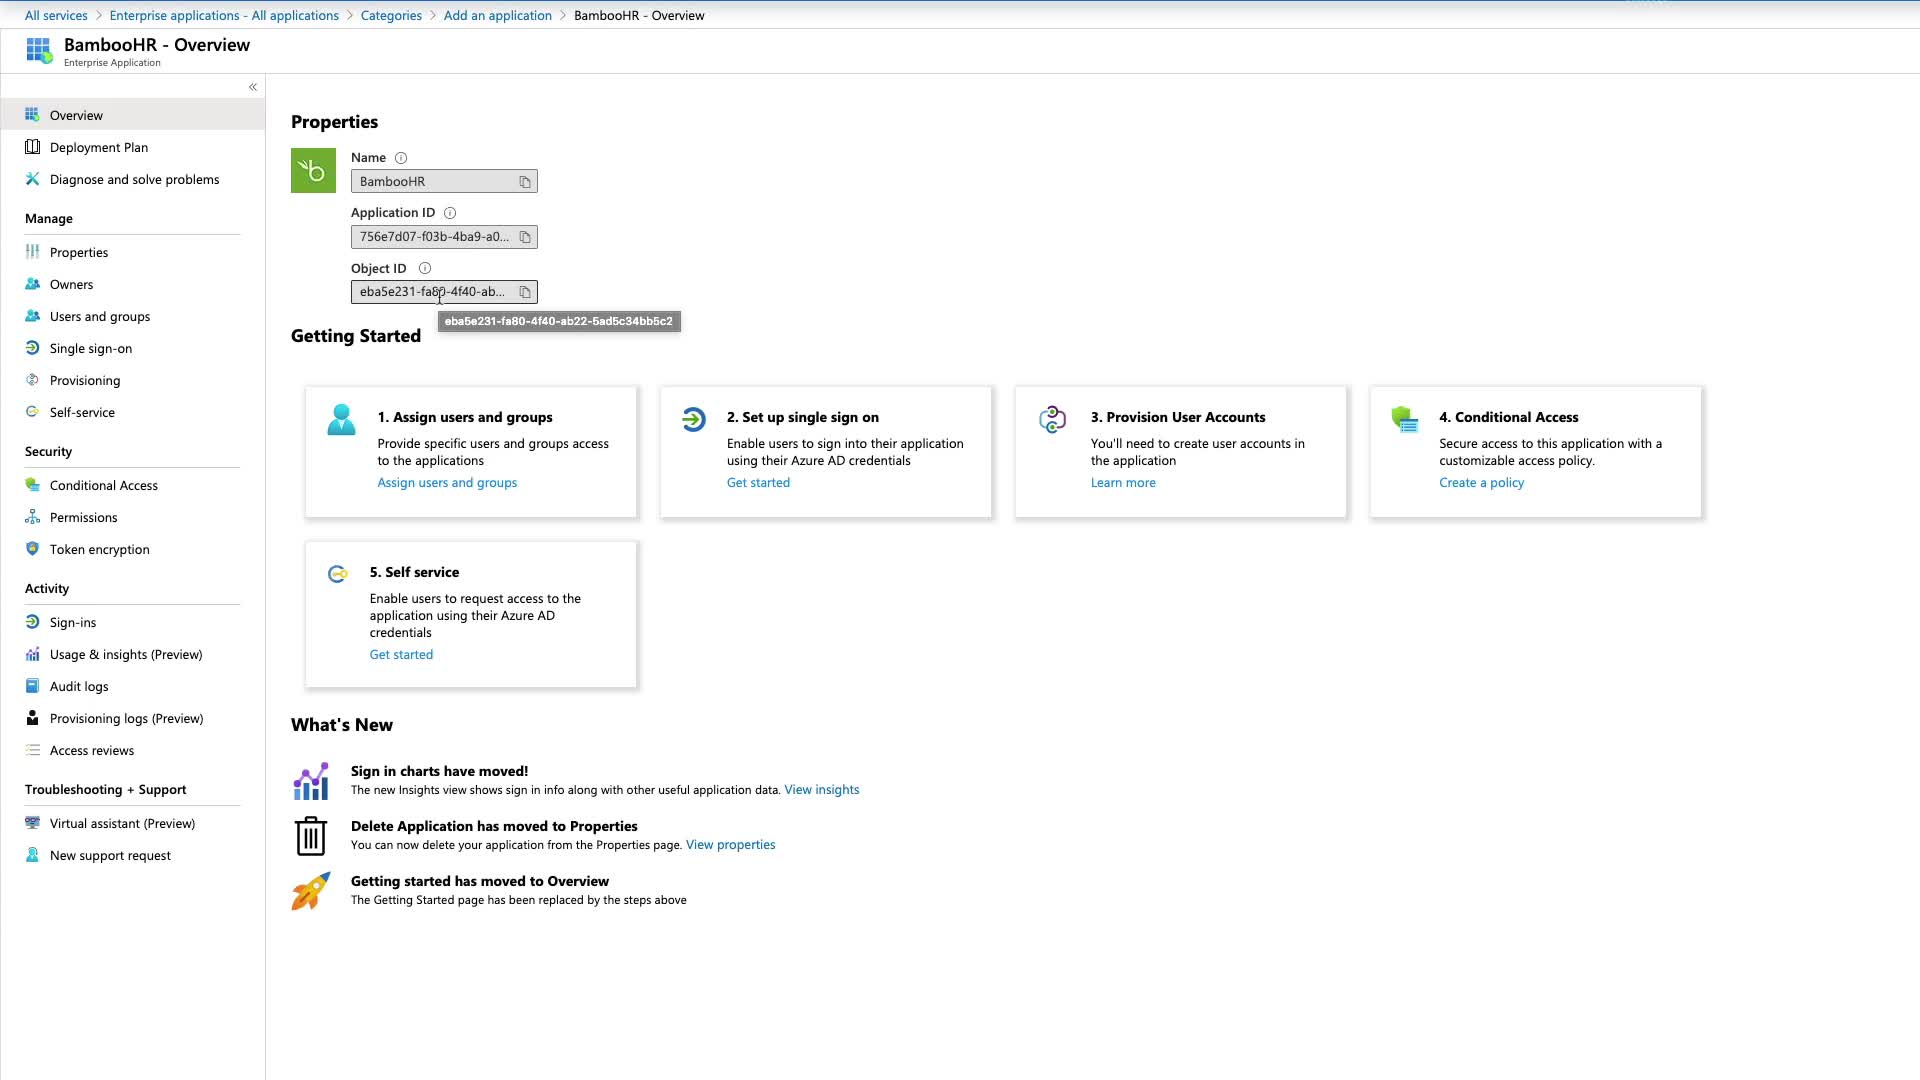 All services > Enterprise applications - All applications > Categories > Add an application > BambooHR - Overview
BambooHR - Overview
Enterprise Application
«
Overview
Deployment Plan
Diagnose and solve problems
Manage
Properties
Owners
Users and groups
Single sign-on
Provisioning
Self-service
Security
Conditional Access
Permissions
Token encryption
Activity
Sign-ins
Usage & insights (Preview)
Audit logs
Provisioning logs (Preview)
Access reviews
Troubleshooting + Support
Virtual assistant (Preview)
New support request
Properties
Name
BambooHR
Application ID
756e7d07-f03b-4ba9-a0...
Object ID
eba5e231-fa80-4f40-ab...
eba5e231-fa80-4f40-ab22-5ad5c34bb5c2
Getting Started
1. Assign users and groups
Provide specific users and groups access
to the applications
Assign users and groups
2. Set up single sign on
Enable users to sign into their application
using their Azure AD credentials
Get started
3. Provision User Accounts
You'll need to create user accounts in
the application
Learn more
4. Conditional Access
Secure access to this application with a
customizable access policy.
Create a policy
5. Self service
Enable users to request access to the
application using their Azure AD
credentials
Get started
What's New
Sign in charts have moved!
The new Insights view shows sign in info along with other useful application data. View insights
Delete Application has moved to Properties
You can now delete your application from the Properties page. View properties
Getting started has moved to Overview
The Getting Started page has been replaced by the steps above